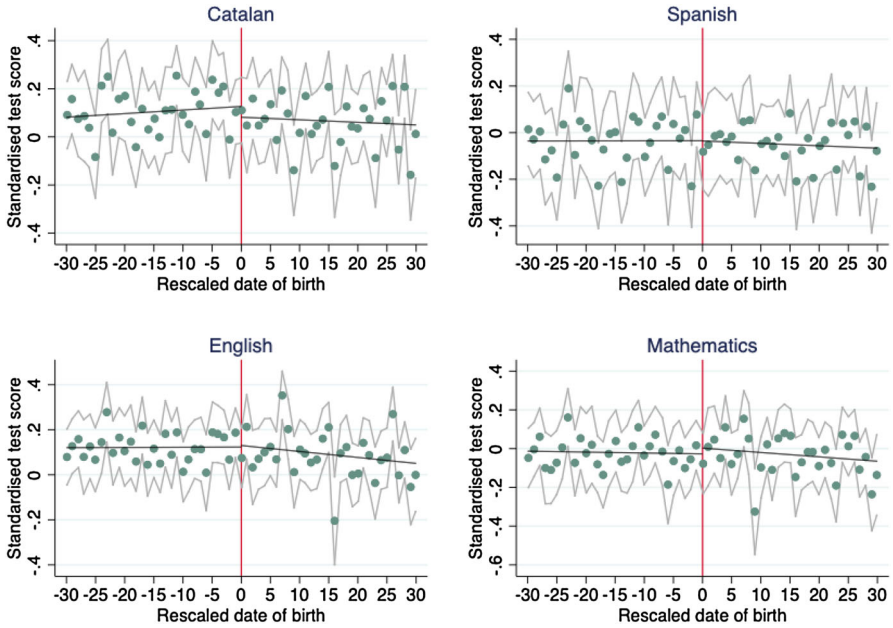 Catalan
Standardised test score
.4
.2
0
-.2
-.4
-30 -25 -20 -15 -10 -5 0 5 10 15 20 25 30
Rescaled date of birth
Spanish
Standardised test score
.4
.2
0
-.2
-.4
-30 -25 -20 -15 -10 -5 0 5 10 15 20 25 30
Rescaled date of birth
English
Standardised test score
.4
.2
0
-.2
-.4
-30 -25 -20 -15 -10 -5 0 5 10 15 20 25 30
Rescaled date of birth
Mathematics
Standardised test score
.4
.2
0
-.2
-.4
-.6
-30 -25 -20 -15 -10 -5 0 5 10 15 20 25 30
Rescaled date of birth